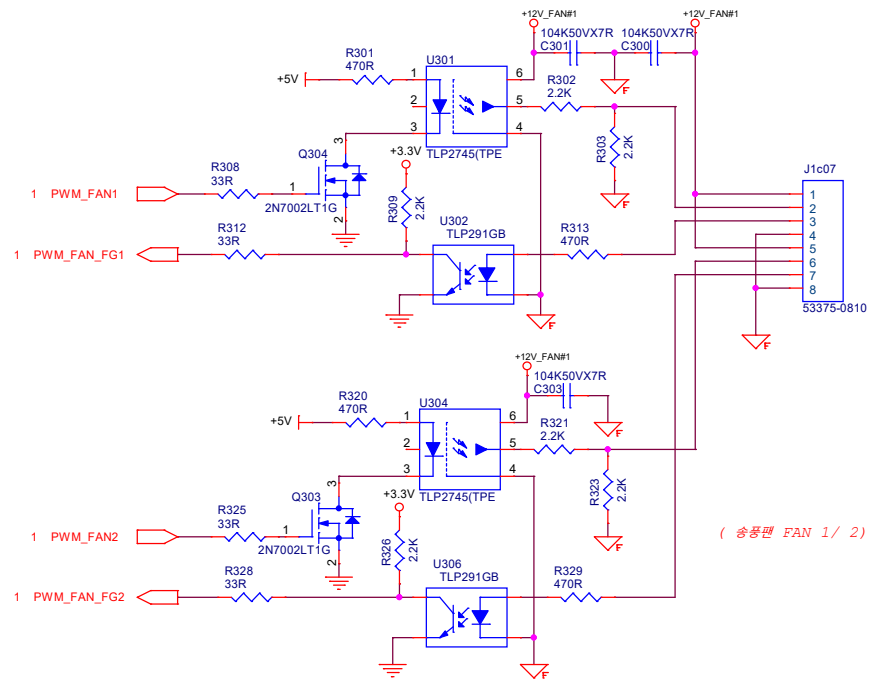 +12V_FAN#1
+12V_FAN#1
104K50VX7R
C301
104K50VX7R
C300
R301
470R
+5V
U301
1
2
3
6
5
4
TLP2745(TPE
R302
2.2K
R303
2.2K
F
F
J1c07
1
2
3
4
5
6
7
8
53375-0810
F
Q304
3
1
2
2N7002LT1G
+3.3V
R309
2.2K
R308
33R
1 PWM_FAN1
R312
33R
1 PWM_FAN_FG1
U302
TLP291GB
R313
470R
F
+12V_FAN#1
104K50VX7R
C303
F
R320
470R
+5V
U304
1
2
3
6
5
4
TLP2745(TPE
R321
2.2K
R323
2.2K
F
Q303
3
1
2
2N7002LT1G
+3.3V
R326
2.2K
R325
33R
1 PWM_FAN2
( 송풍팬 FAN 1/ 2)
R328
33R
1 PWM_FAN_FG2
U306
TLP291GB
R329
470R
F